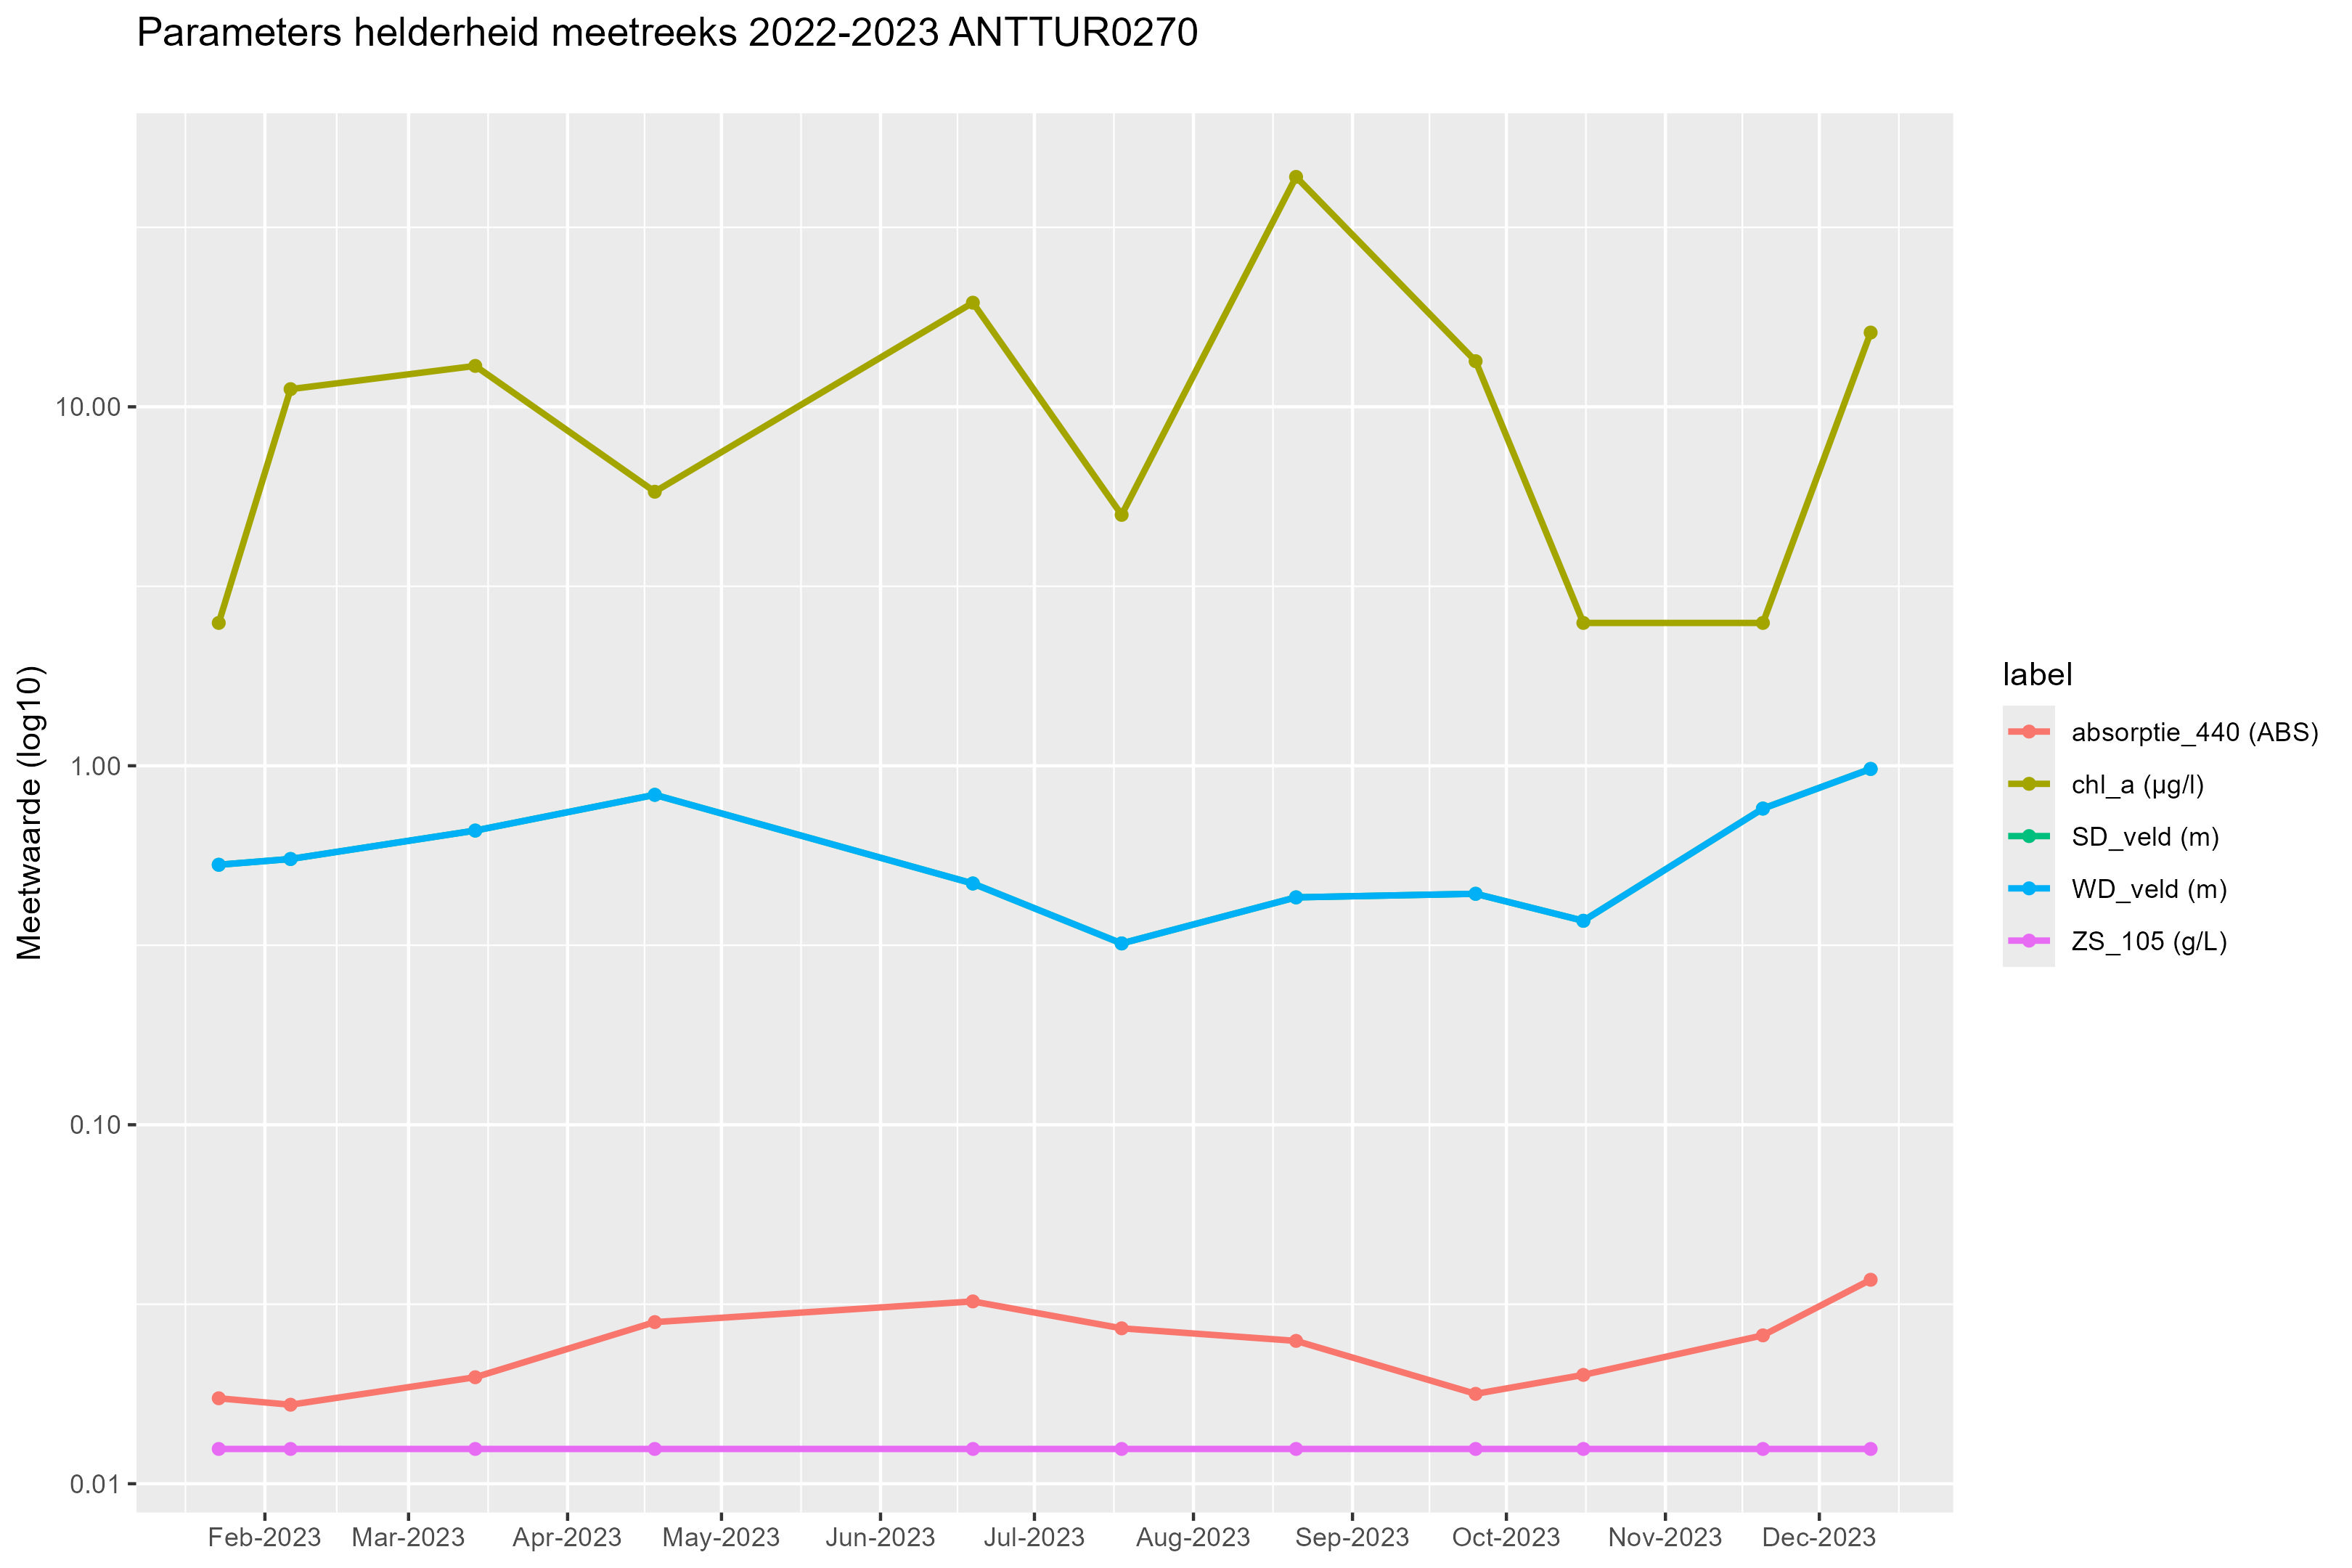 Parameters helderheid meetreeks 2022-2023 ANTTUR0270
Meetwaarde (log10)
10.00
1.00
0.10
0.01
Feb-2023
Mar-2023
Apr-2023
May-2023
Jun-2023
Jul-2023
Aug-2023
Sep-2023
Oct-2023
Nov-2023
Dec-2023
label
absorptie_440 (ABS)
chl_a (µg/l)
SD_veld (m)
WD_veld (m)
ZS_105 (g/L)